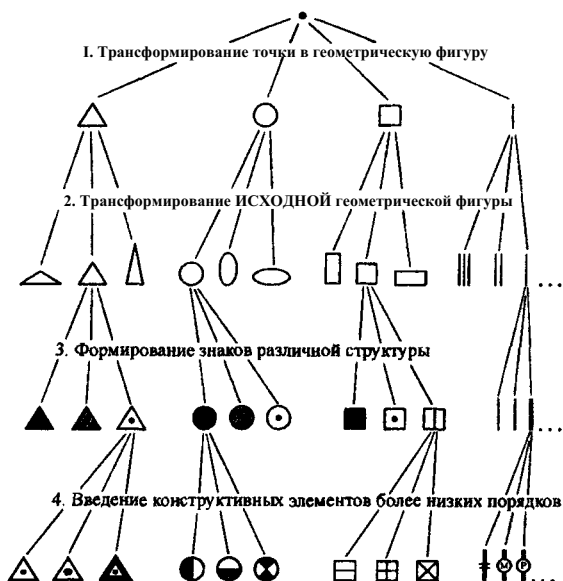 I. Трансформирование точки в геометрическую фигуру
2. Трансформирование ИСХОДНОЙ геометрической фигуры
3. Формирование знаков различной структуры
4. Введение конструктивных элементов более низких порядков
М Р